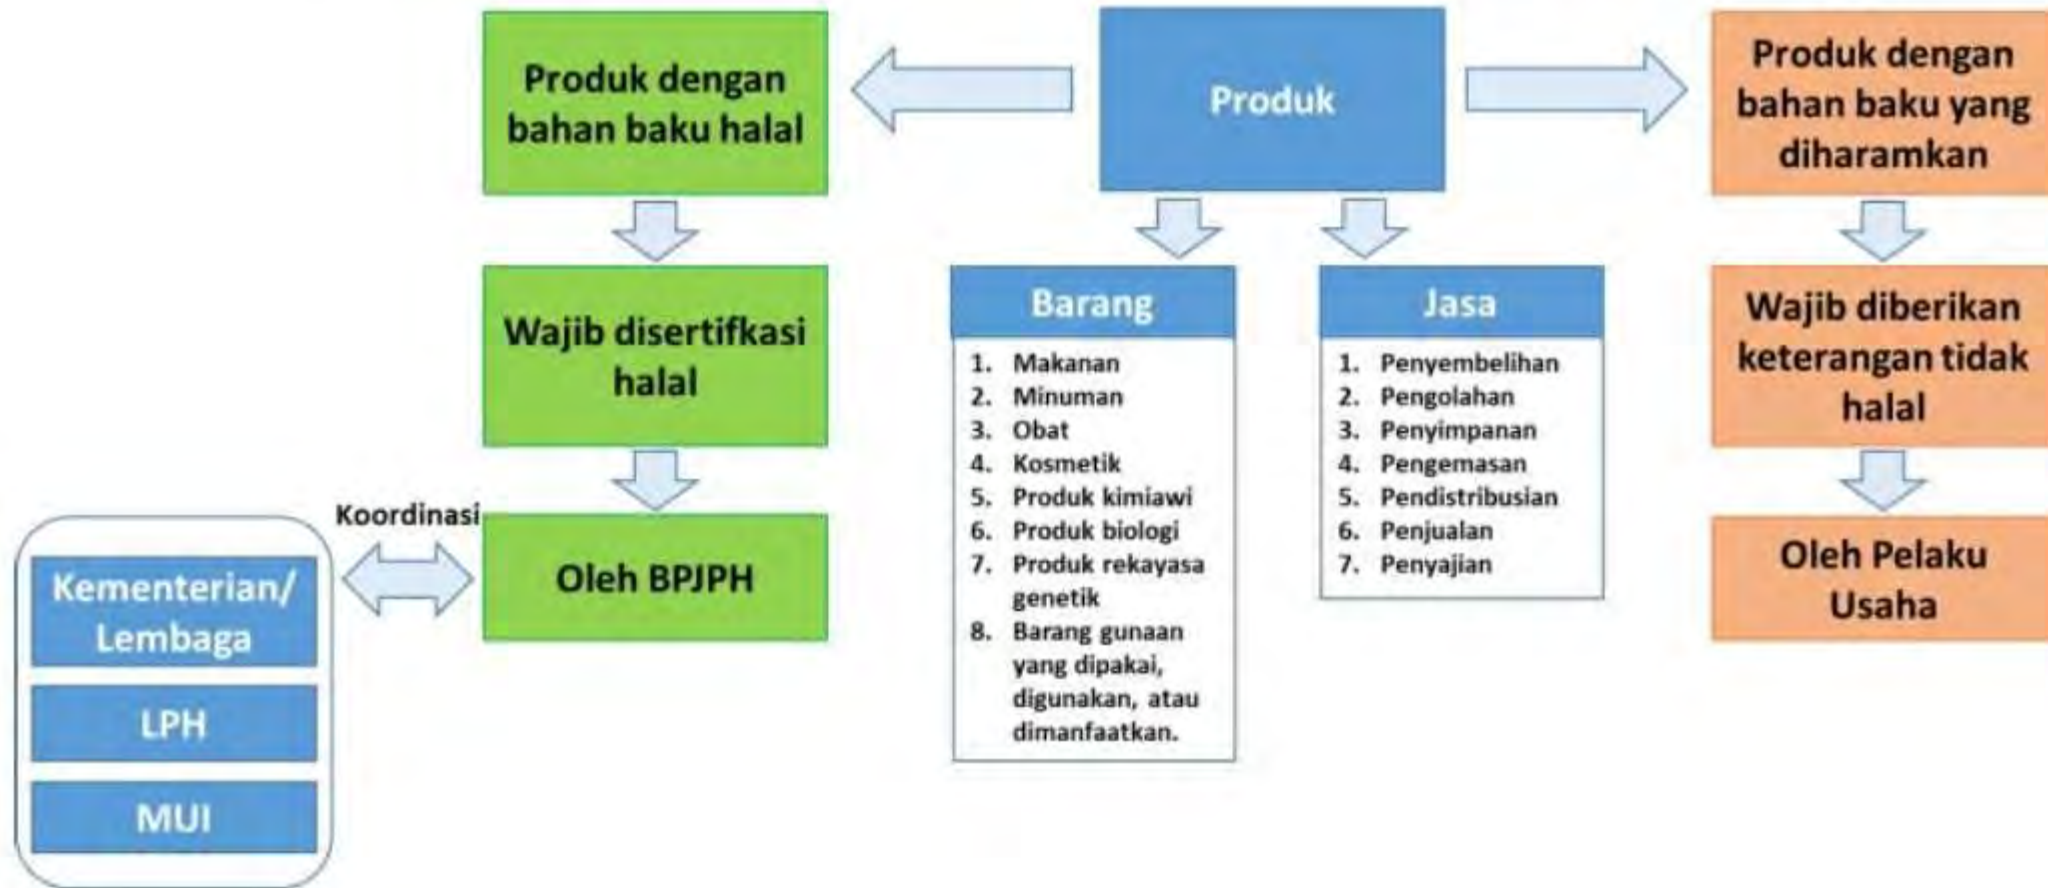 Produk dengan
bahan baku halal
Produk
Produk dengan
bahan baku yang
diharamkan
Wajib disertifkasi
halal
Barang
1. Makanan
2. Minuman
3. Obat
4. Kosmetik
5. Produk kimiawi
6. Produk biologi
7. Produk rekayasa
genetik
8. Barang gunaan
yang dipakai,
digunakan, atau
dimanfaatkan.
Jasa
1. Penyembelihan
2. Pengolahan
3. Penyimpanan
4. Pengemasan
5. Pendistribusian
6. Penjualan
7. Penyajian
Wajib diberikan
keterangan tidak
halal
Koordinasi
Oleh BPJPH
Oleh Pelaku
Usaha
Kementerian/
Lembaga
LPH
MUI